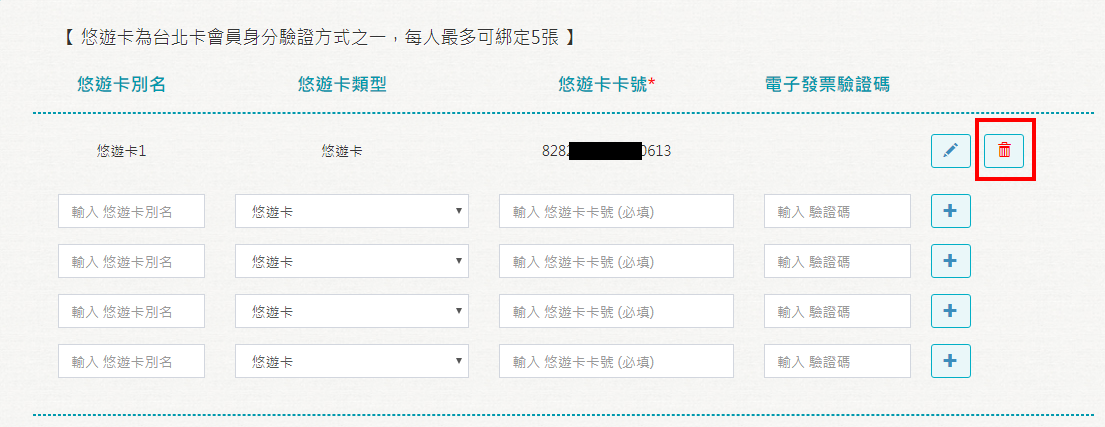 【 悠遊卡為台北卡會員身分驗證方式之一，每人最多可綁定5張 】
悠遊卡別名 悠遊卡類型 悠遊卡卡號* 電子發票驗證碼
悠遊卡1 悠遊卡 828 0613
輸入 悠遊卡別名 悠遊卡 輸入 悠遊卡卡號 (必填) 輸入 驗證碼
輸入 悠遊卡別名 悠遊卡 輸入 悠遊卡卡號 (必填) 輸入 驗證碼
輸入 悠遊卡別名 悠遊卡 輸入 悠遊卡卡號 (必填) 輸入 驗證碼
輸入 悠遊卡別名 悠遊卡 輸入 悠遊卡卡號 (必填) 輸入 驗證碼